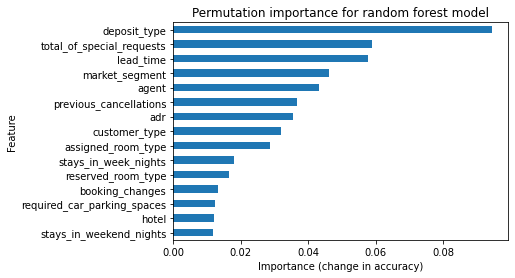 Permutation importance for random forest model
deposit_type
total_of_special_requests
lead_time
market_segment
agent
previous_cancellations
adr
customer_type
assigned_room_type
stays_in_week_nights
reserved_room_type
booking_changes
required_car_parking_spaces
hotel
stays_in_weekend_nights
Feature
0.00 0.02 0.04 0.06 0.08
Importance (change in accuracy)